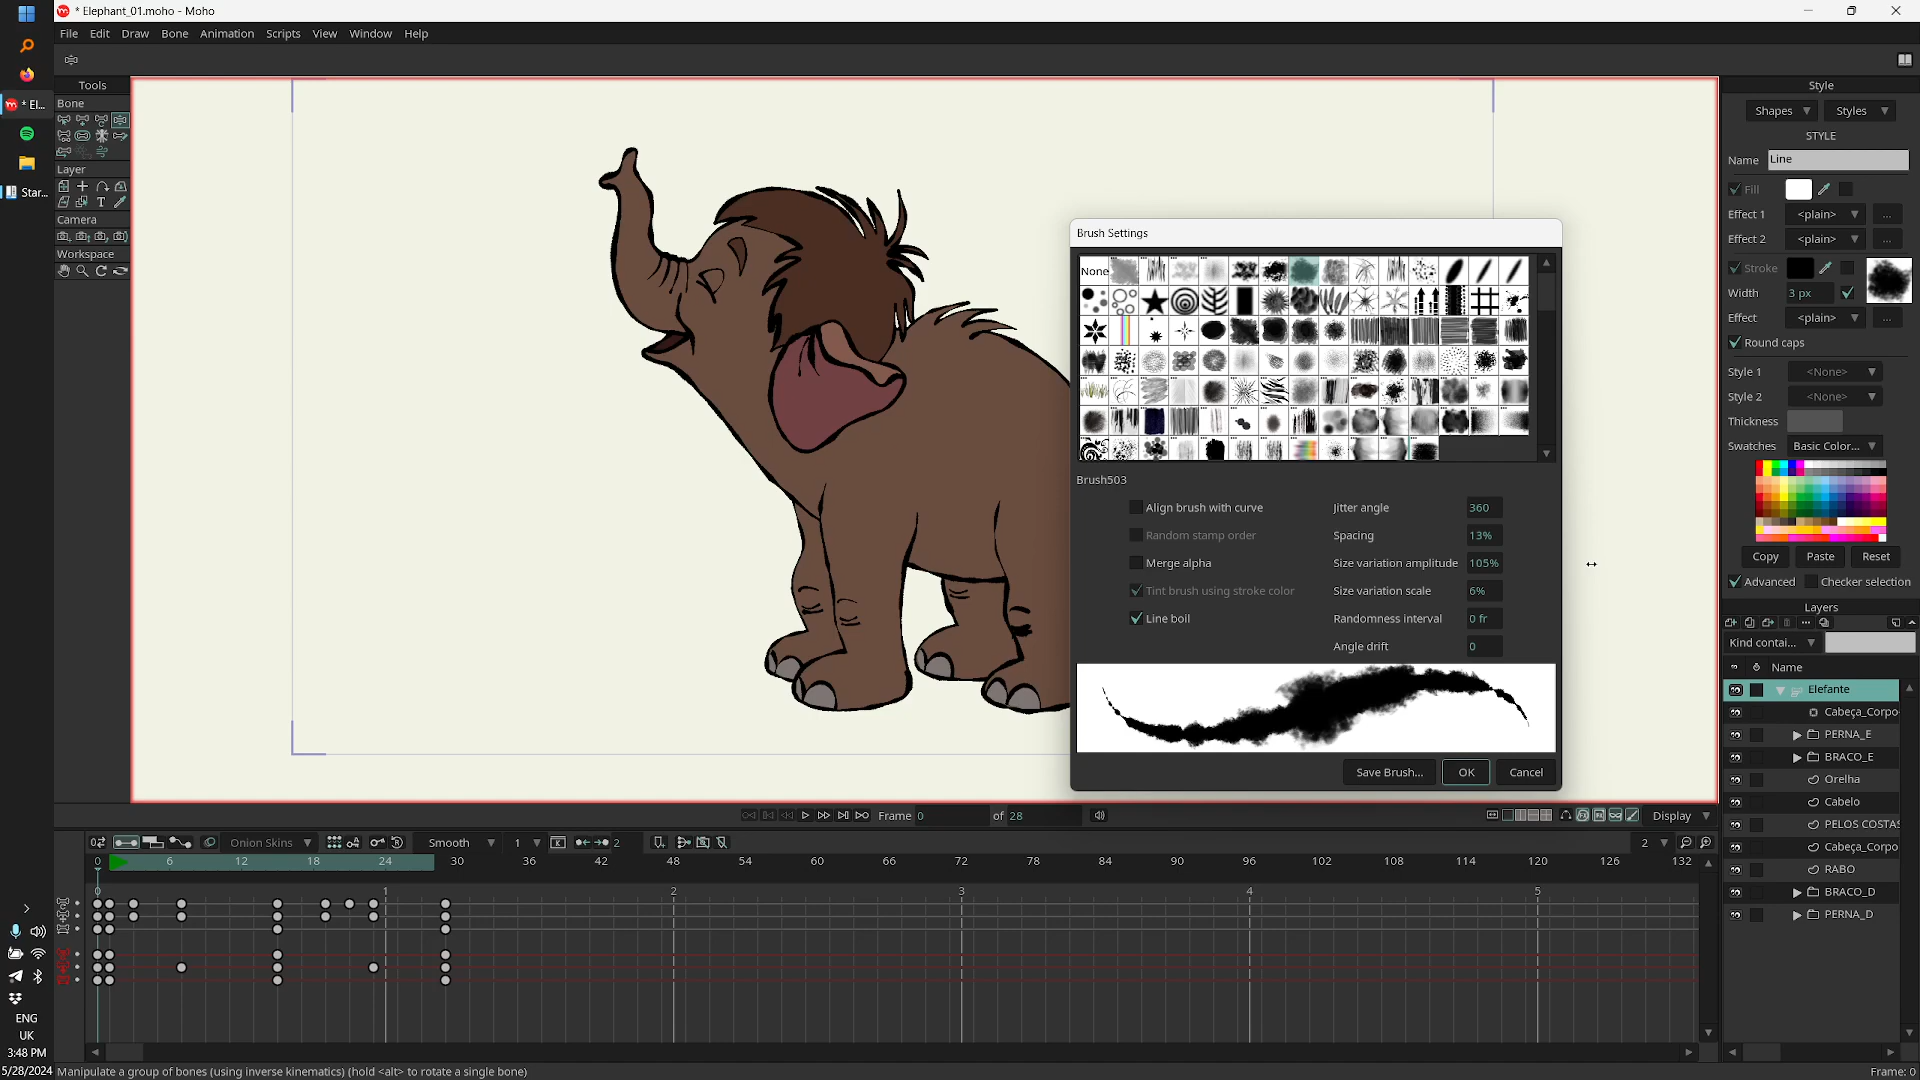 * Elephant_01.moho - Moho
File Edit Draw Bone Animation Scripts View Window Help
Tools
Bone
Layer
Camera
Workspace
* El...
Star...
Style
Shapes Styles
STYLE
Name Line
Fill
Effect 1 <plain> ...
Effect 2 <plain> ...
Stroke
Width 3 px
Effect <plain> ...
Round caps
Style 1 <None>
Style 2 <None>
Thickness
Swatches Basic Color...
Copy Paste Reset
Advanced Checker selection
Layers
Kind contai...
Name
Elefante
Cabeça_Corpo
PERNA_E
BRACO_E
Orelha
Cabelo
PELOS COSTAS
Cabeça_Corpo
RABO
BRACO_D
PERNA_D
Brush Settings
None
Brush503
Align brush with curve Jitter angle 360
Random stamp order Spacing 13%
Merge alpha Size variation amplitude 105%
Tint brush using stroke color Size variation scale 6%
Line boil Randomness interval 0 fr
Angle drift 0
Save Brush... OK Cancel
Frame 0 of 28 Display
Onion Skins Smooth 1 2 2
0 6 12 18 24 30 36 42 48 54 60 66 72 78 84 90 96 102 108 114 120 126 132
0 1 2 3 4 5
ENG
UK
3:48 PM
5/28/2024
Manipulate a group of bones (using inverse kinematics) (hold <alt> to rotate a single bone) Frame: 0